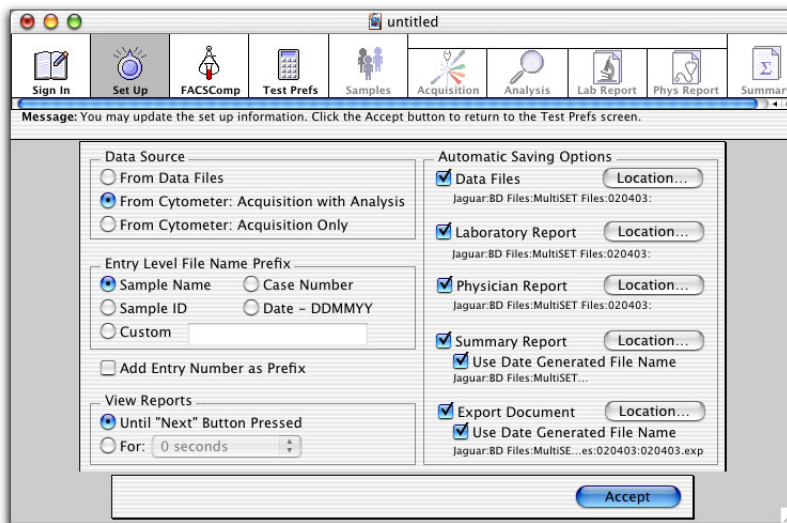 untitled
Sign In Set Up FACSComp Test Prefs Samples Acquisition Analysis Lab Report Phys Report Summar
Message: You may update the set up information. Click the Accept button to return to the Test Prefs screen.
Data Source
From Data Files
From Cytometer: Acquisition with Analysis
From Cytometer: Acquisition Only
Entry Level File Name Prefix
Sample Name Case Number
Sample ID Date – DDMMYY
Custom
Add Entry Number as Prefix
View Reports
Until "Next" Button Pressed
For: 0 seconds
Automatic Saving Options
Data Files Location...
Jaguar:BD Files:MultiSET Files:020403:
Laboratory Report Location...
Jaguar:BD Files:MultiSET Files:020403:
Physician Report Location...
Jaguar:BD Files:MultiSET Files:020403:
Summary Report Location...
Use Date Generated File Name
Jaguar:BD Files:MultiSET...
Export Document Location...
Use Date Generated File Name
Jaguar:BD Files:MultiSE...es:020403:020403.exp
Accept